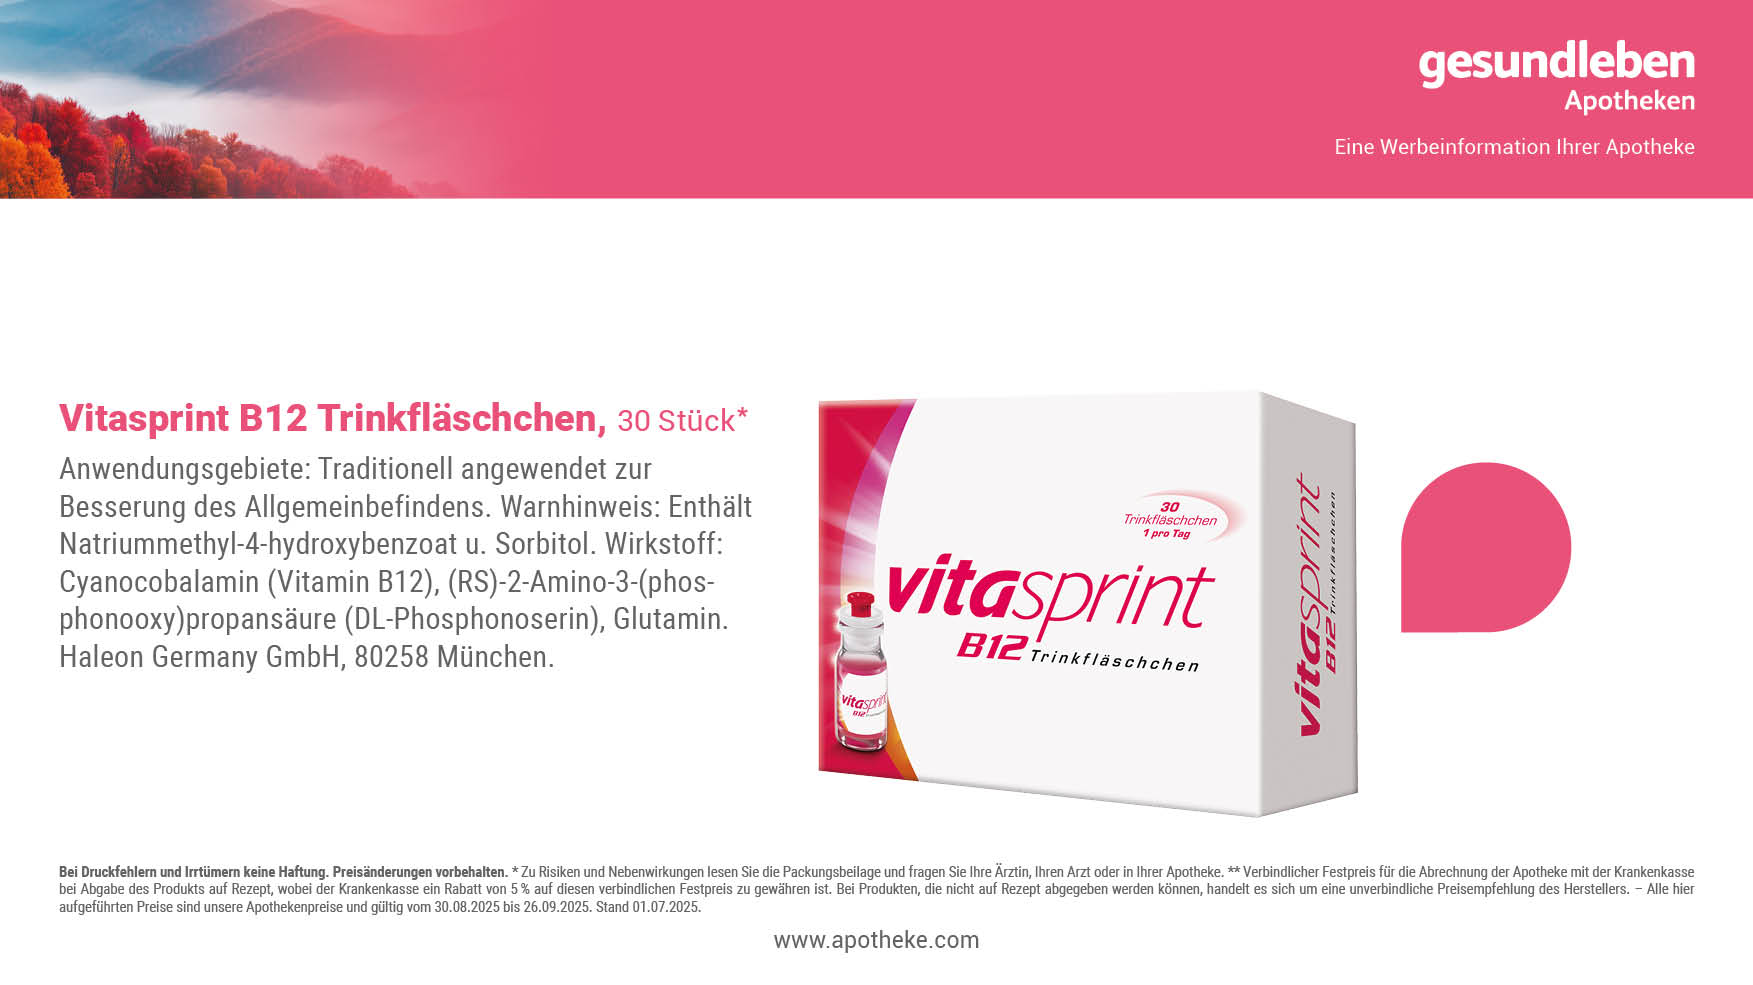 gesundleben
Apotheken
Eine Werbeinformation Ihrer Apotheke
Vitasprint B12 Trinkfläschchen, 30 Stück*
Anwendungsgebiete: Traditionell angewendet zur
Besserung des Allgemeinbefindens. Warnhinweis: Enthält
Natriummethyl-4-hydroxybenzoat u. Sorbitol. Wirkstoff:
Cyanocobalamin (Vitamin B12), (RS)-2-Amino-3-(phos-
phonooxy)propansäure (DL-Phosphonoserin), Glutamin.
Haleon Germany GmbH, 80258 München.
30
Trinkfläschchen
1 pro Tag
vitasprint
B12 Trinkfläschchen
vitasprint
B12
vitasprint
B12 Trinkfläschchen
Bei Druckfehlern und Irrtümern keine Haftung. Preisänderungen vorbehalten. * Zu Risiken und Nebenwirkungen lesen Sie die Packungsbeilage und fragen Sie Ihre Ärztin, Ihren Arzt oder in Ihrer Apotheke. ** Verbindlicher Festpreis für die Abrechnung der Apotheke mit der Krankenkasse
bei Abgabe des Produkts auf Rezept, wobei der Krankenkasse ein Rabatt von 5 % auf diesen verbindlichen Festpreis zu gewähren ist. Bei Produkten, die nicht auf Rezept abgegeben werden können, handelt es sich um eine unverbindliche Preisempfehlung des Herstellers. – Alle hier
aufgeführten Preise sind unsere Apothekenpreise und gültig vom 30.08.2025 bis 26.09.2025. Stand 01.07.2025.
www.apotheke.com